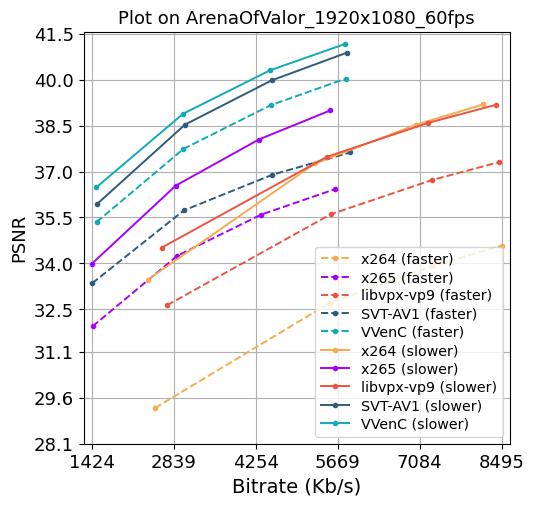 Plot on ArenaOfValor_1920x1080_60fps
41.5
40.0
38.5
37.0
35.5
34.0
32.5
31.1
29.6
28.1
PSNR
x264 (faster)
x265 (faster)
libvpx-vp9 (faster)
SVT-AV1 (faster)
VVenC (faster)
x264 (slower)
x265 (slower)
libvpx-vp9 (slower)
SVT-AV1 (slower)
VVenC (slower)
1424 2839 4254 5669 7084 8495
Bitrate (Kb/s)